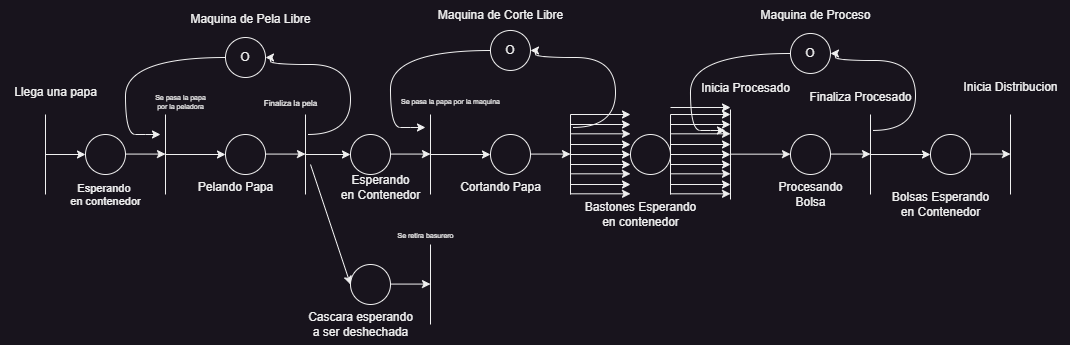 Maquina de Pela Libre
Maquina de Corte Libre
Maquina de Proceso
O
O
O
Llega una papa
Se pasa la papa
por la peladora
Finaliza la pela
Se pasa la papa por la maquina
Inicia Procesado
Finaliza Procesado
Inicia Distribucion
Esperando
en contenedor
Pelando Papa
Esperando
en Contenedor
Cortando Papa
Bastones Esperando
en contenedor
Procesando
Bolsa
Bolsas Esperando
en Contenedor
Se retira basurero
Cascara esperando
a ser deshechada